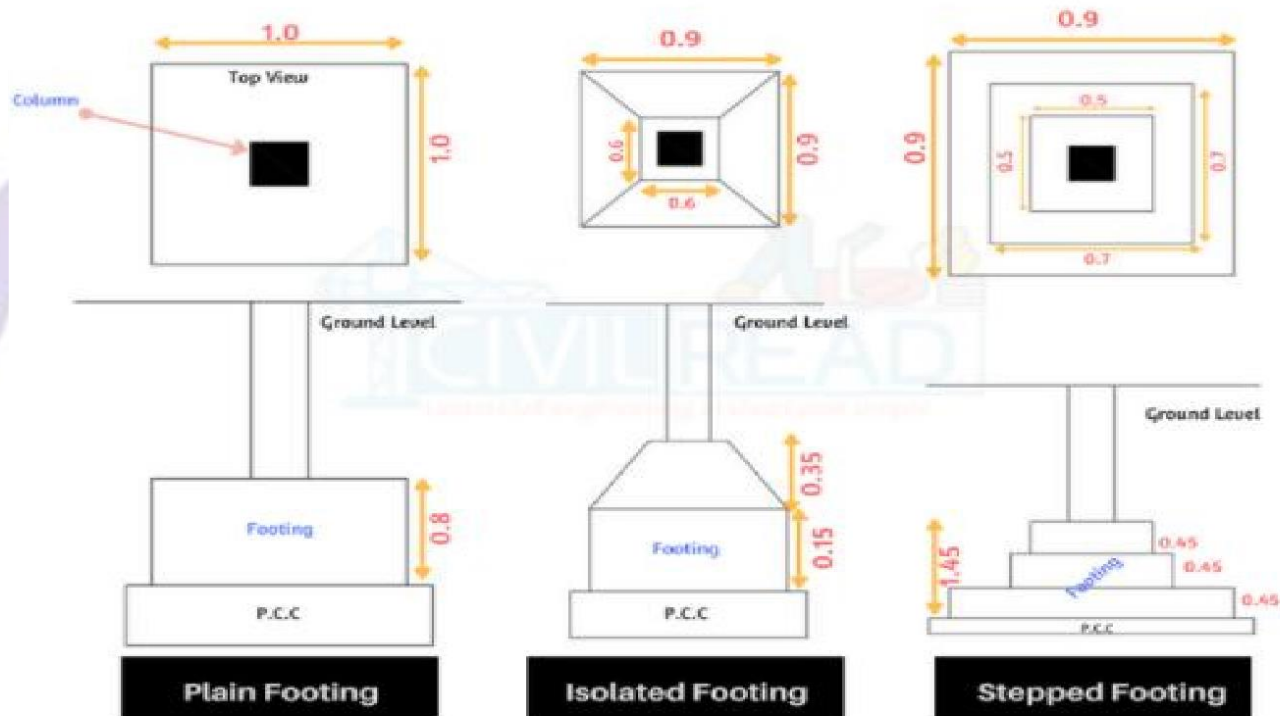 1.0
Top View
Column
1.0
0.9
0.6
0.6
0.9
0.9
0.9
0.5
0.5
0.7
0.7
Ground Level
Footing
0.8
P.C.C
Plain Footing
Ground Level
0.35
Footing
0.15
P.C.C
Isolated Footing
Ground Level
1.45
0.45
0.45
0.45
Footing
P.C.C
Stepped Footing
CIVIL READ